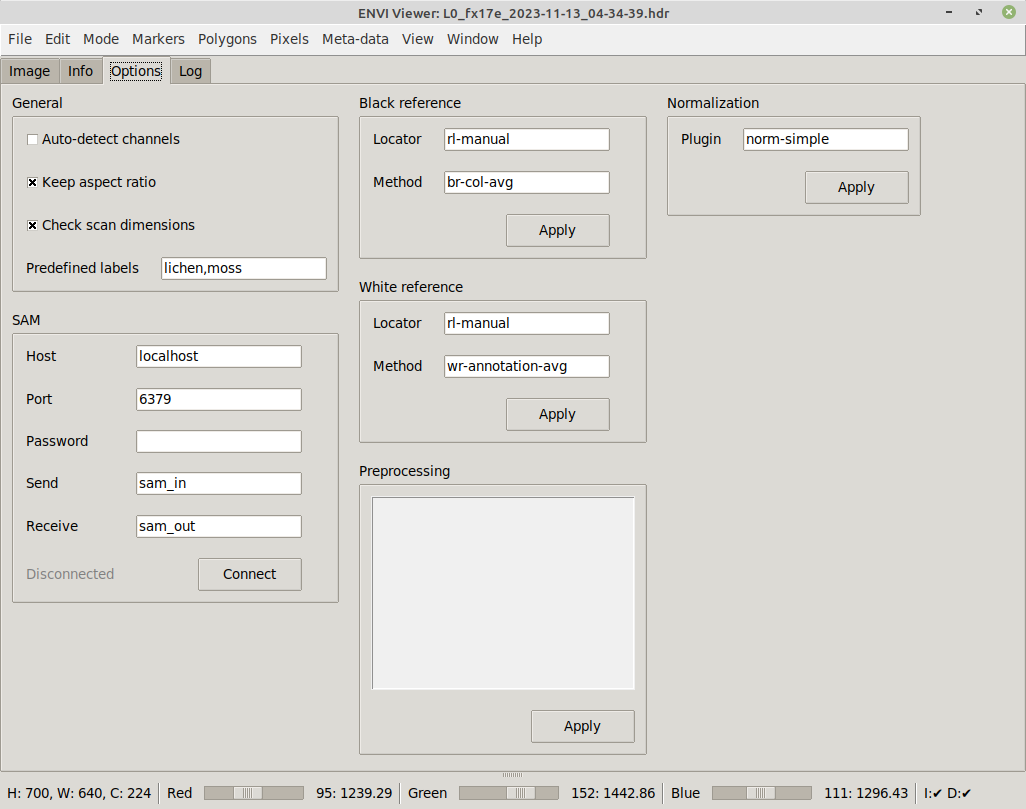 ENVI Viewer: L0_fx17e_2023-11-13_04-34-39.hdr
File Edit Mode Markers Polygons Pixels Meta-data View Window Help
Image Info Options Log
General
Auto-detect channels
Keep aspect ratio
Check scan dimensions
Predefined labels lichen,moss
SAM
Host localhost
Port 6379
Password
Send sam_in
Receive sam_out
Disconnected Connect
Black reference
Locator rl-manual
Method br-col-avg
Apply
White reference
Locator rl-manual
Method wr-annotation-avg
Apply
Preprocessing
Apply
Normalization
Plugin norm-simple
Apply
H: 700, W: 640, C: 224 Red 95: 1239.29 Green 152: 1442.86 Blue 111: 1296.43 I:✔ D:✔